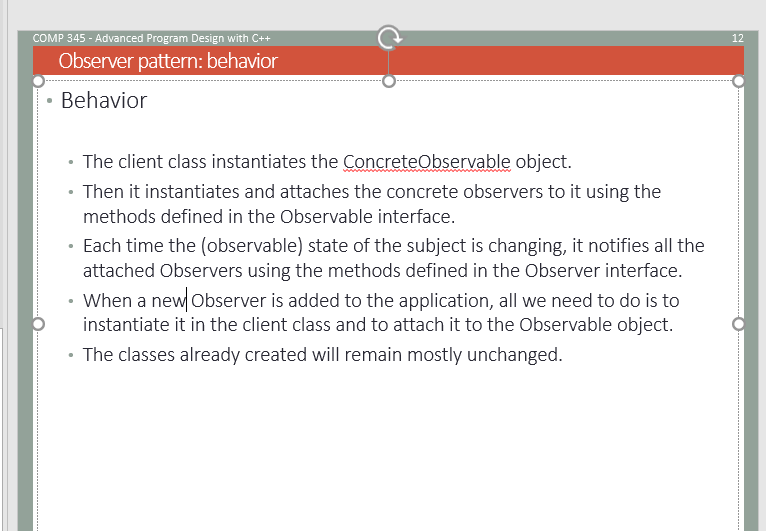 COMP 345 - Advanced Program Design with C++
12
Observer pattern: behavior
• Behavior
• The client class instantiates the ConcreteObservable object.
• Then it instantiates and attaches the concrete observers to it using the
methods defined in the Observable interface.
• Each time the (observable) state of the subject is changing, it notifies all the
attached Observers using the methods defined in the Observer interface.
• When a new Observer is added to the application, all we need to do is to
instantiate it in the client class and to attach it to the Observable object.
• The classes already created will remain mostly unchanged.